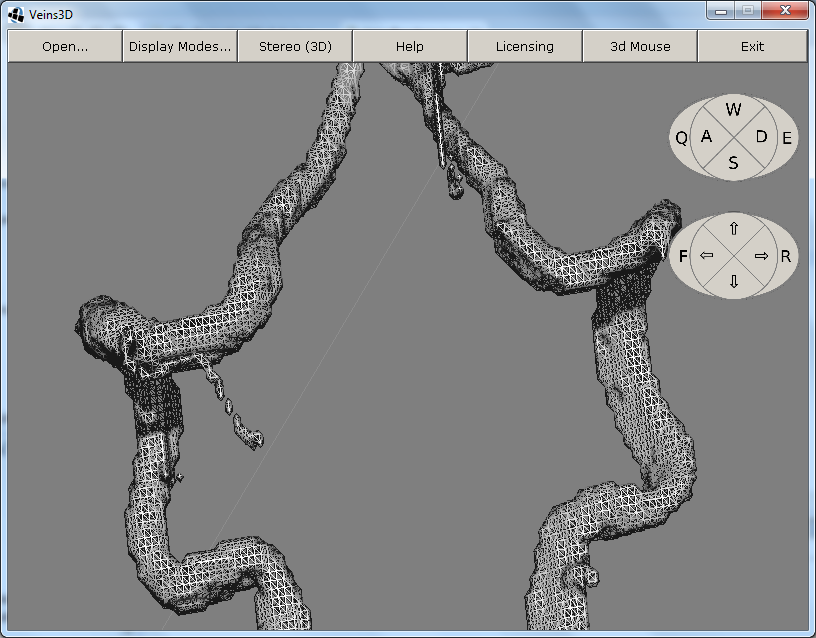 Veins3D
Open... Display Modes... Stereo (3D) Help Licensing 3d Mouse Exit
W
Q A D E
S
⇧
F ⇦ ⇨ R
⇩